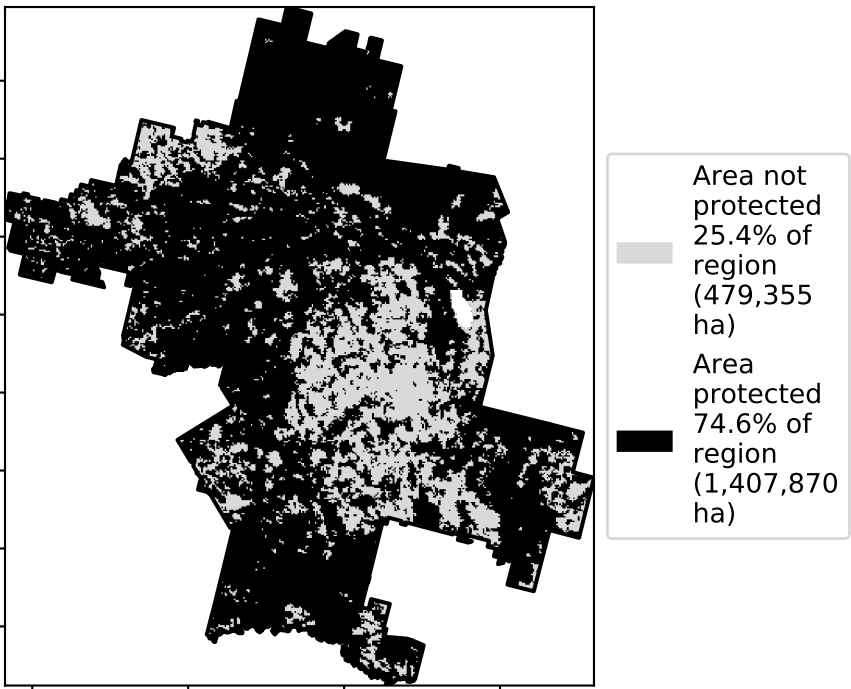 Area not
protected
25.4% of
region
(479,355
ha)
Area
protected
74.6% of
region
(1,407,870
ha)